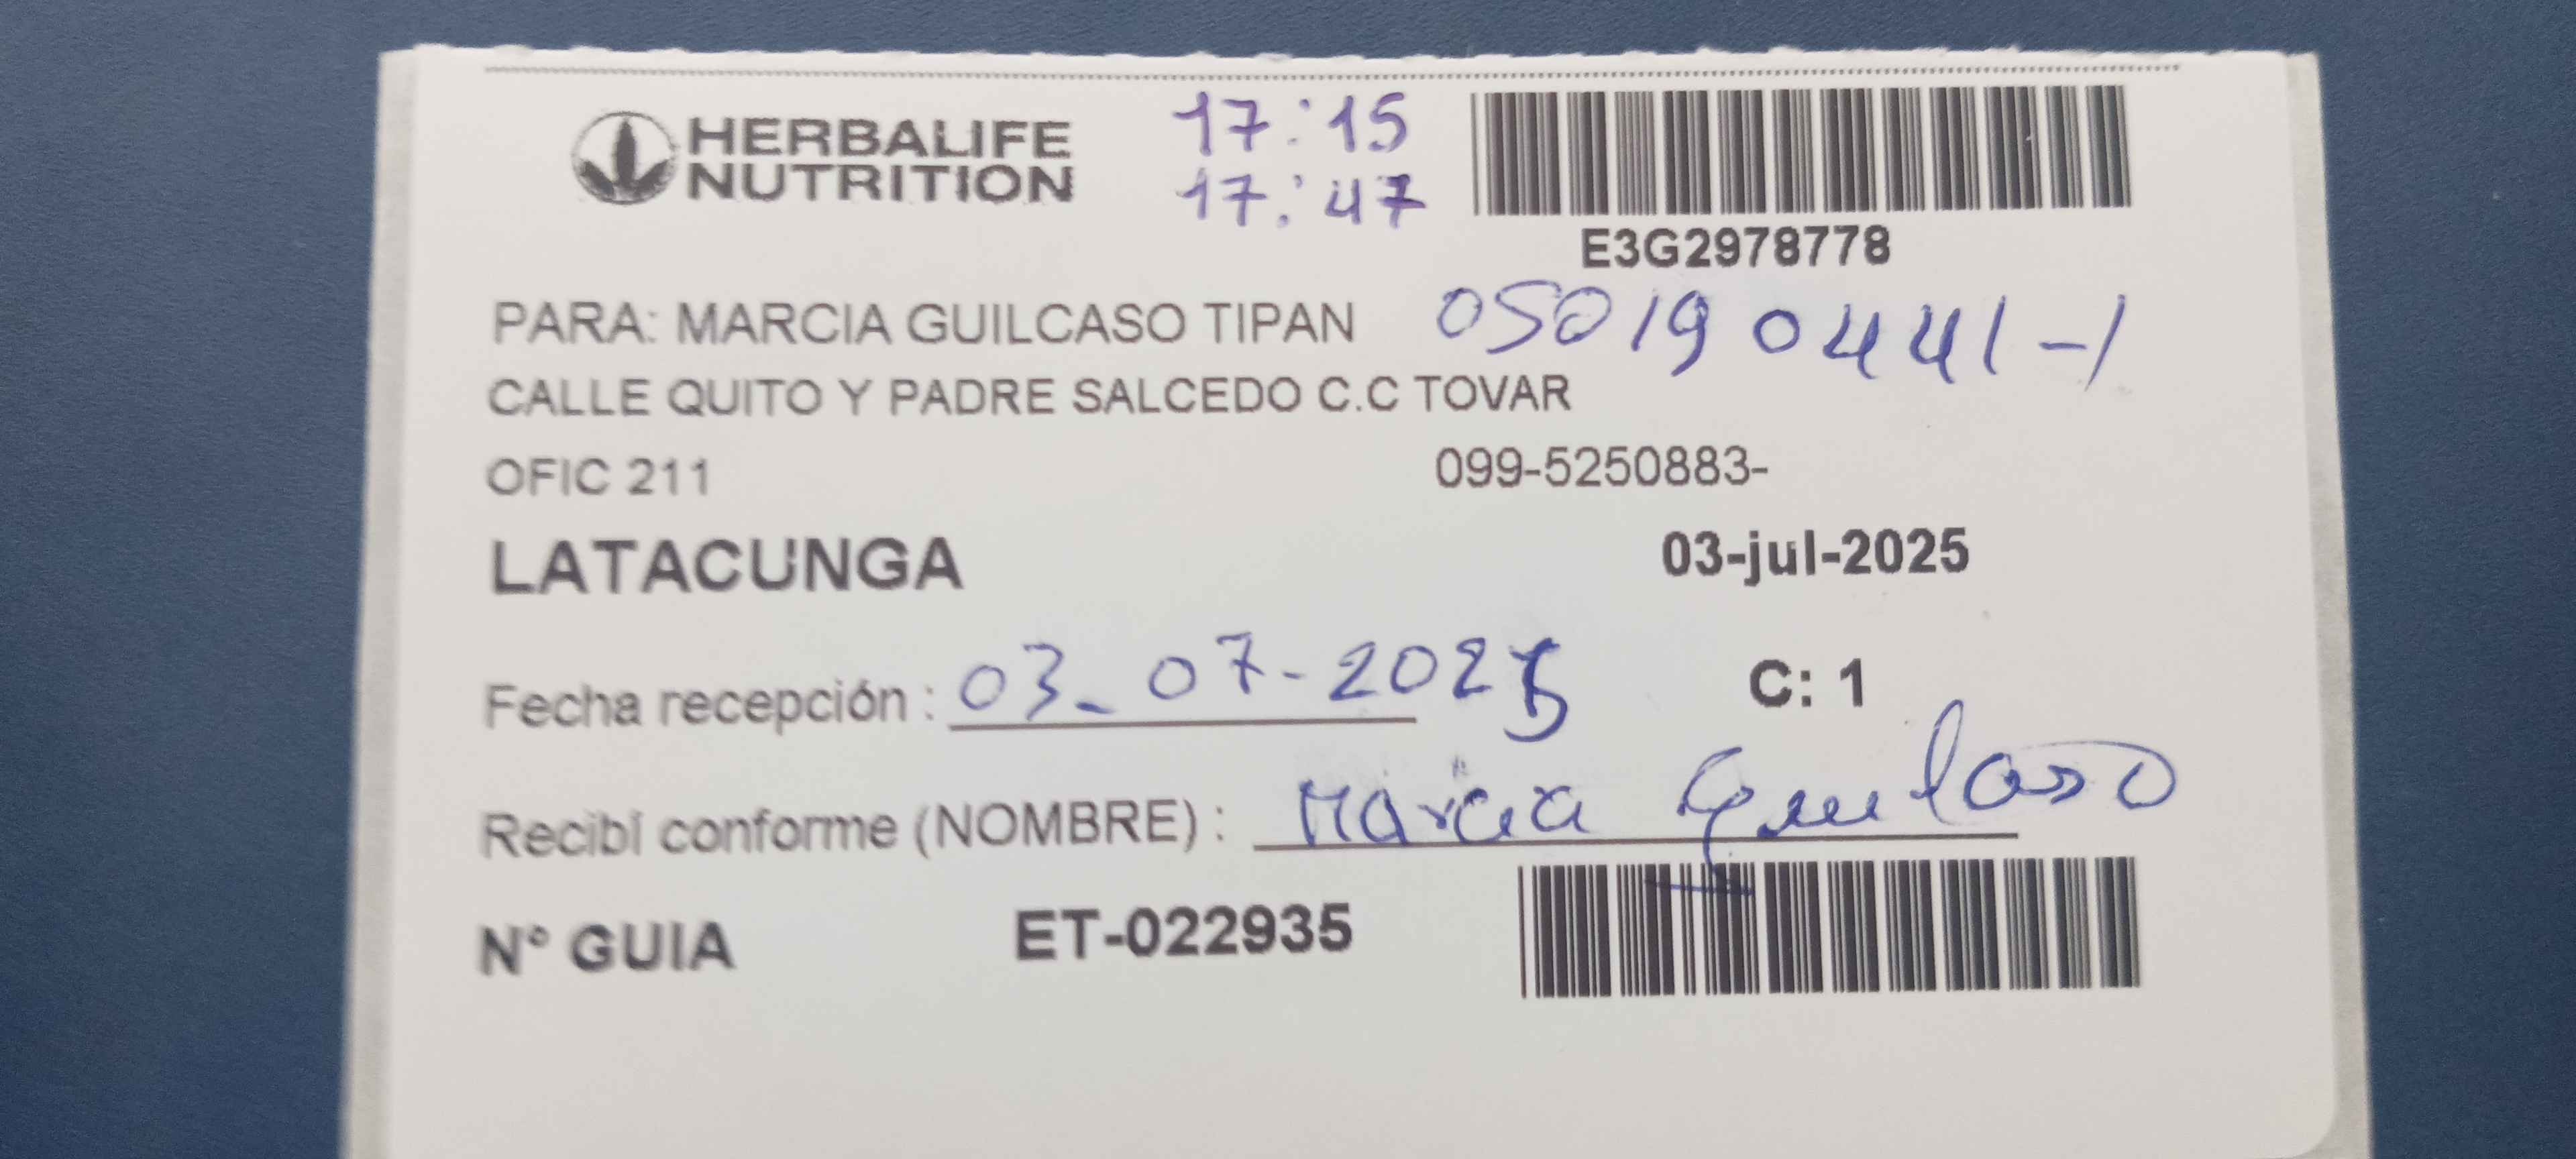 HERBALIFE
NUTRITION
17:15
17:47
E3G2978778
PARA: MARCIA GUILCASO TIPAN 050190441-1
CALLE QUITO Y PADRE SALCEDO C.C TOVAR
OFIC 211 099-5250883-
LATACUNGA 03-jul-2025
Fecha recepción : 03-07-2025 C: 1
Recibí conforme (NOMBRE) : Marcia Guilcaso
N° GUIA ET-022935